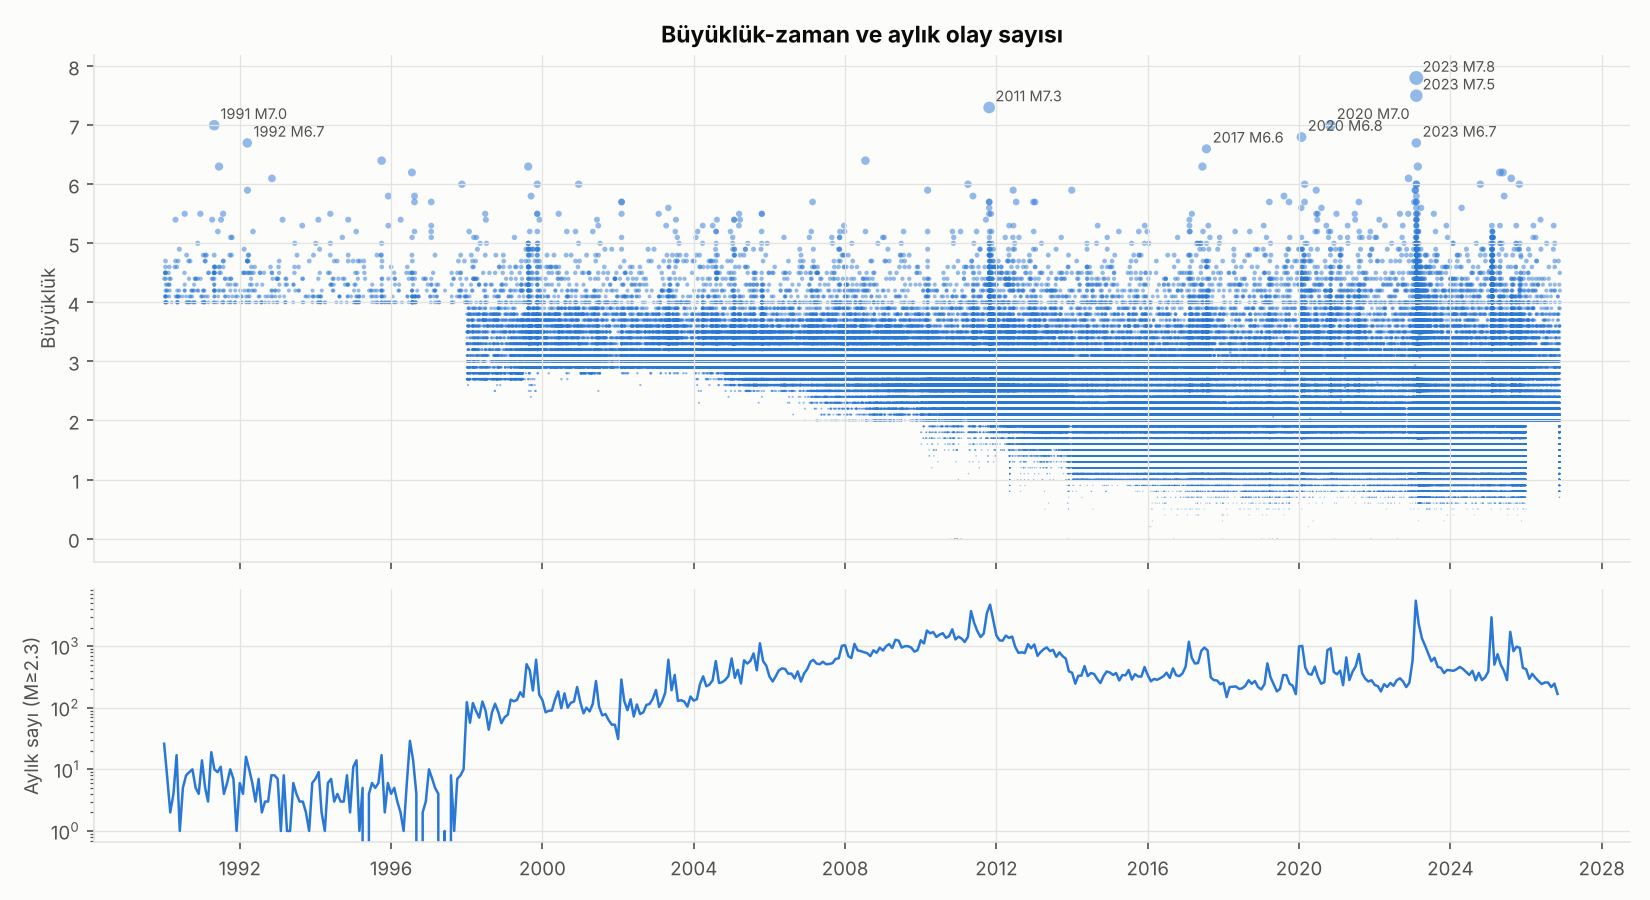 Büyüklük-zaman ve aylık olay sayısı
Büyüklük
8
7
6
5
4
3
2
1
0
1991 M7.0
1992 M6.7
2011 M7.3
2017 M6.6
2020 M6.8
2020 M7.0
2023 M7.8
2023 M7.5
2023 M6.7
Aylık sayı (M≥2.3)
10³
10²
10¹
10⁰
1992 1996 2000 2004 2008 2012 2016 2020 2024 2028